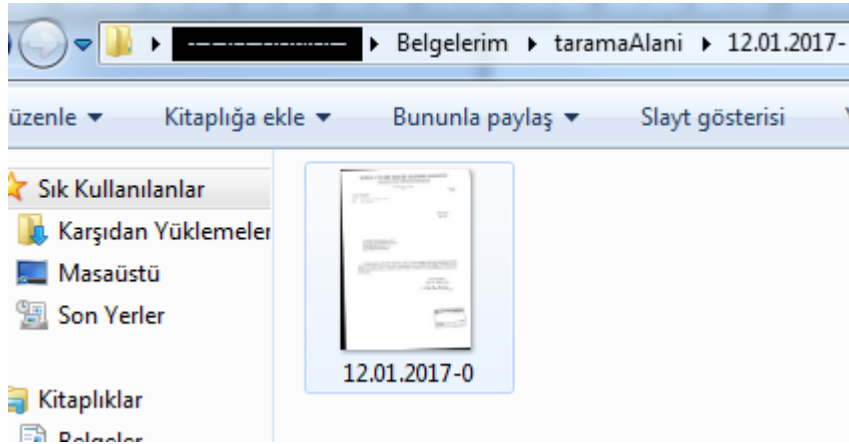 Belgelerim taramaAlani 12.01.2017-
üzenle Kitaplığa ekle Bununla paylaş Slayt gösterisi
Sık Kullanılanlar
Karşıdan Yüklemeler
Masaüstü
Son Yerler
12.01.2017-0
Kitaplıklar
Belgeler